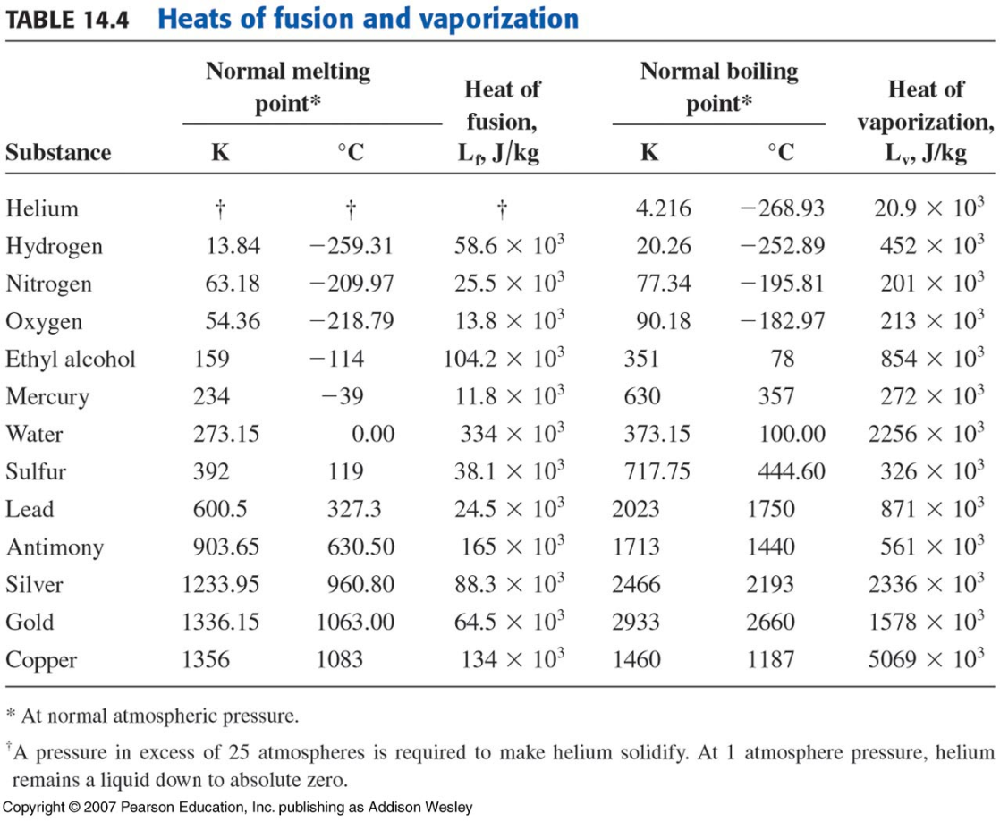 TABLE 14.4 Heats of fusion and vaporization
Normal melting point* Heat of fusion, Normal boiling point* Heat of vaporization,
Substance K °C L_f, J/kg K °C L_v, J/kg
Helium † † † 4.216 −268.93 20.9 × 10³
Hydrogen 13.84 −259.31 58.6 × 10³ 20.26 −252.89 452 × 10³
Nitrogen 63.18 −209.97 25.5 × 10³ 77.34 −195.81 201 × 10³
Oxygen 54.36 −218.79 13.8 × 10³ 90.18 −182.97 213 × 10³
Ethyl alcohol 159 −114 104.2 × 10³ 351 78 854 × 10³
Mercury 234 −39 11.8 × 10³ 630 357 272 × 10³
Water 273.15 0.00 334 × 10³ 373.15 100.00 2256 × 10³
Sulfur 392 119 38.1 × 10³ 717.75 444.60 326 × 10³
Lead 600.5 327.3 24.5 × 10³ 2023 1750 871 × 10³
Antimony 903.65 630.50 165 × 10³ 1713 1440 561 × 10³
Silver 1233.95 960.80 88.3 × 10³ 2466 2193 2336 × 10³
Gold 1336.15 1063.00 64.5 × 10³ 2933 2660 1578 × 10³
Copper 1356 1083 134 × 10³ 1460 1187 5069 × 10³
* At normal atmospheric pressure.
†A pressure in excess of 25 atmospheres is required to make helium solidify. At 1 atmosphere pressure, helium
remains a liquid down to absolute zero.
Copyright © 2007 Pearson Education, Inc. publishing as Addison Wesley